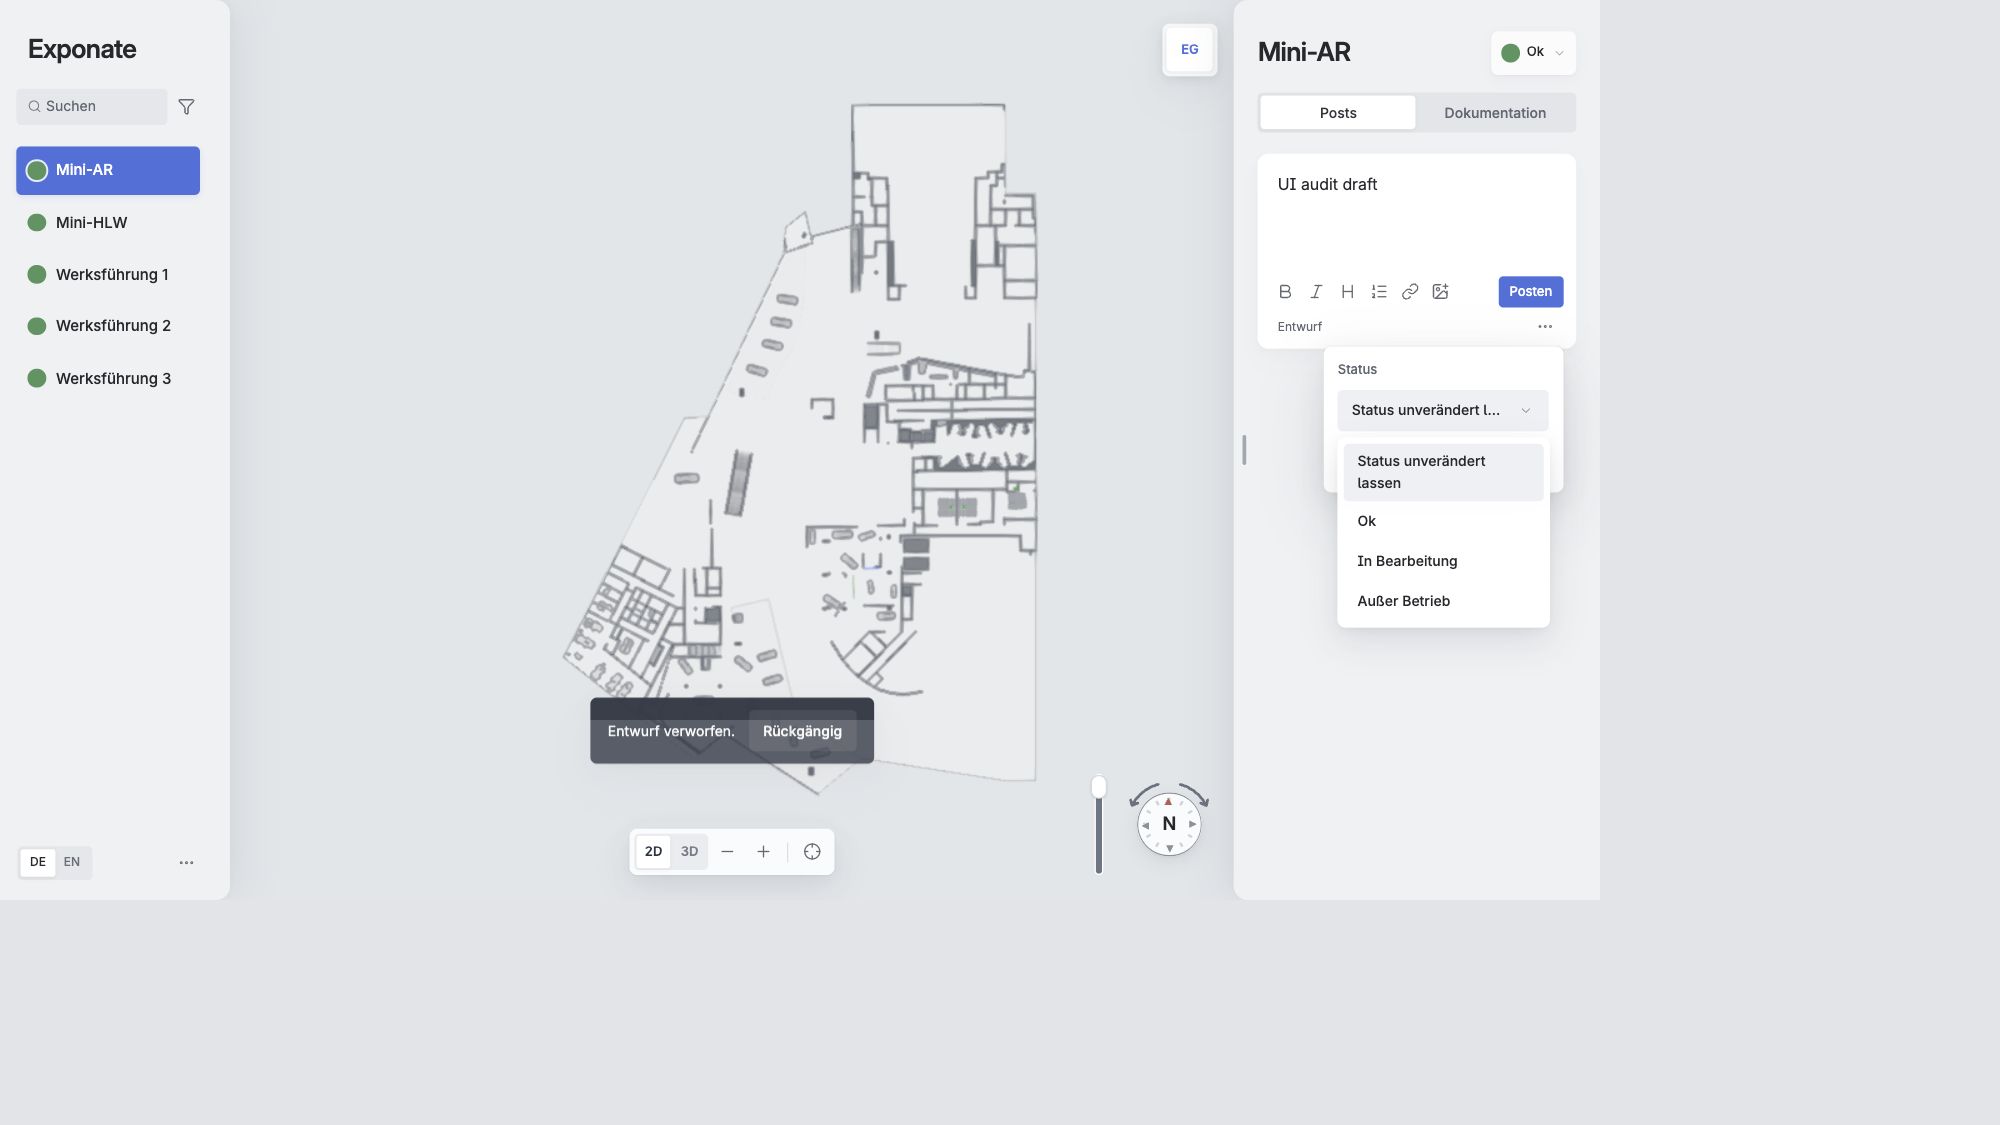 Exponate
Suchen
Mini-AR
Mini-HLW
Werksführung 1
Werksführung 2
Werksführung 3
DE EN
EG
Entwurf verworfen. Rückgängig
2D 3D
N
Mini-AR
Ok
Posts Dokumentation
UI audit draft
B I H
Posten
Entwurf
Status
Status unverändert l...
Status unverändert
lassen
Ok
In Bearbeitung
Außer Betrieb